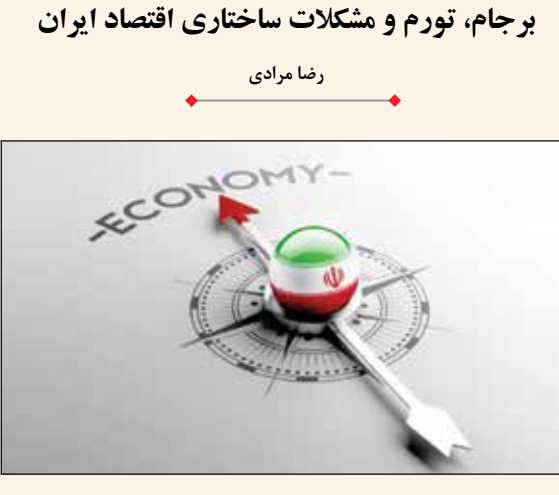 برجام، تورم و مشکلات ساختاری اقتصاد ایران
رضا مرادی
-ECONOMY-